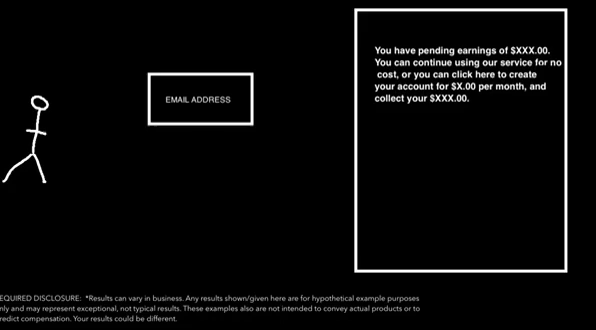 You have pending earnings of $XXX.00.
You can continue using our service for no
cost, or you can click here to create
your account for $X.00 per month, and
collect your $XXX.00.
EMAIL ADDRESS
EQUIRED DISCLOSURE: *Results can vary in business. Any results shown/given here are for hypothetical example purposes
nly and may represent exceptional, not typical results. These examples also are not intended to convey actual products or to
redict compensation. Your results could be different.